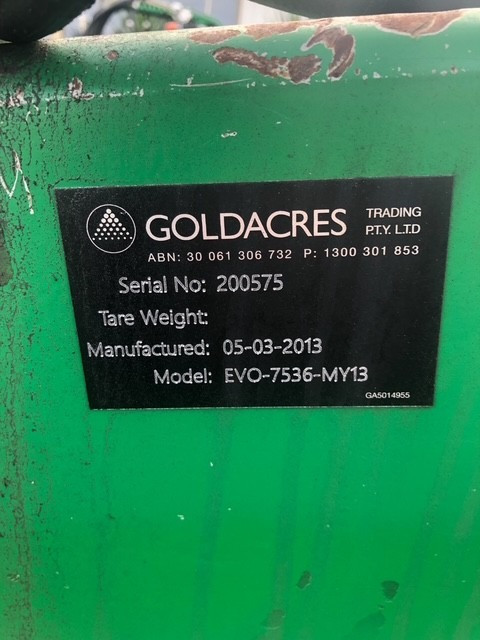 GOLDACRES TRADING
P.T.Y. L.T.D
ABN: 30 061 306 732 P: 1300 301 853
Serial No: 200575
Tare Weight:
Manufactured: 05-03-2013
Model: EVO-7536-MY13
GA5014955